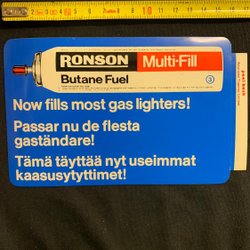 RONSON Multi-Fill
Butane Fuel
3
Now fills most gas lighters!
Passar nu de flesta
gaständare!
Tämä täyttää nyt useimmat
kaasusytyttimet!